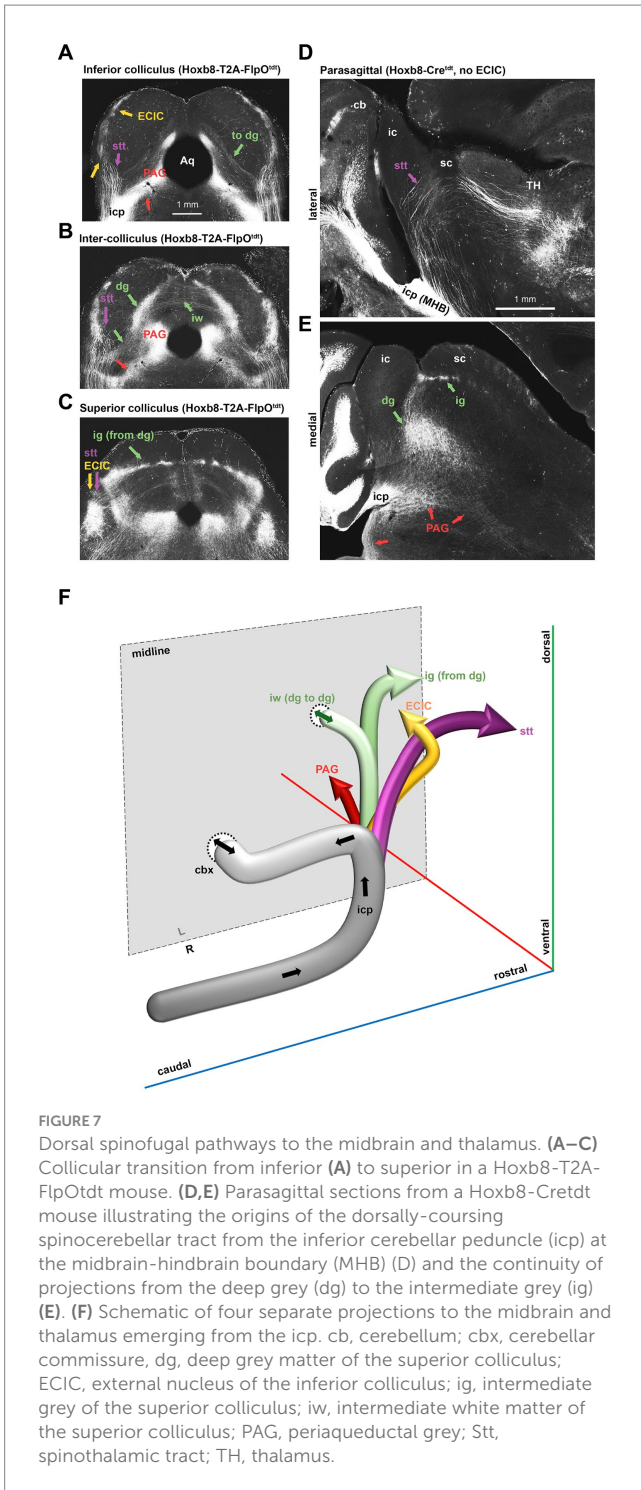 A
Inferior colliculus (Hoxb8-T2A-FlpOtdt)
ECIC
to dg
stt
Aq
PAG
icp
1 mm
B
Inter-colliculus (Hoxb8-T2A-FlpOtdt)
dg
stt
iw
PAG
C
Superior colliculus (Hoxb8-T2A-FlpOtdt)
ig (from dg)
stt
ECIC
D
Parasagittal (Hoxb8-Cretdt, no ECIC)
cb
ic
stt
sc
TH
lateral
icp (MHB)
1 mm
E
ic
sc
dg
ig
medial
icp
PAG
F
midline
dorsal
ig (from dg)
iw (dg to dg)
ECIC
stt
PAG
cbx
icp
L
R
ventral
rostral
caudal
FIGURE 7
Dorsal spinofugal pathways to the midbrain and thalamus. (A–C)
Collicular transition from inferior (A) to superior in a Hoxb8-T2A-
FlpOtdt mouse. (D,E) Parasagittal sections from a Hoxb8-Cretdt
mouse illustrating the origins of the dorsally-coursing
spinocerebellar tract from the inferior cerebellar peduncle (icp) at
the midbrain-hindbrain boundary (MHB) (D) and the continuity of
projections from the deep grey (dg) to the intermediate grey (ig)
(E). (F) Schematic of four separate projections to the midbrain and
thalamus emerging from the icp. cb, cerebellum; cbx, cerebellar
commissure, dg, deep grey matter of the superior colliculus;
ECIC, external nucleus of the inferior colliculus; ig, intermediate
grey of the superior colliculus; iw, intermediate white matter of
the superior colliculus; PAG, periaqueductal grey; Stt,
spinothalamic tract; TH, thalamus.